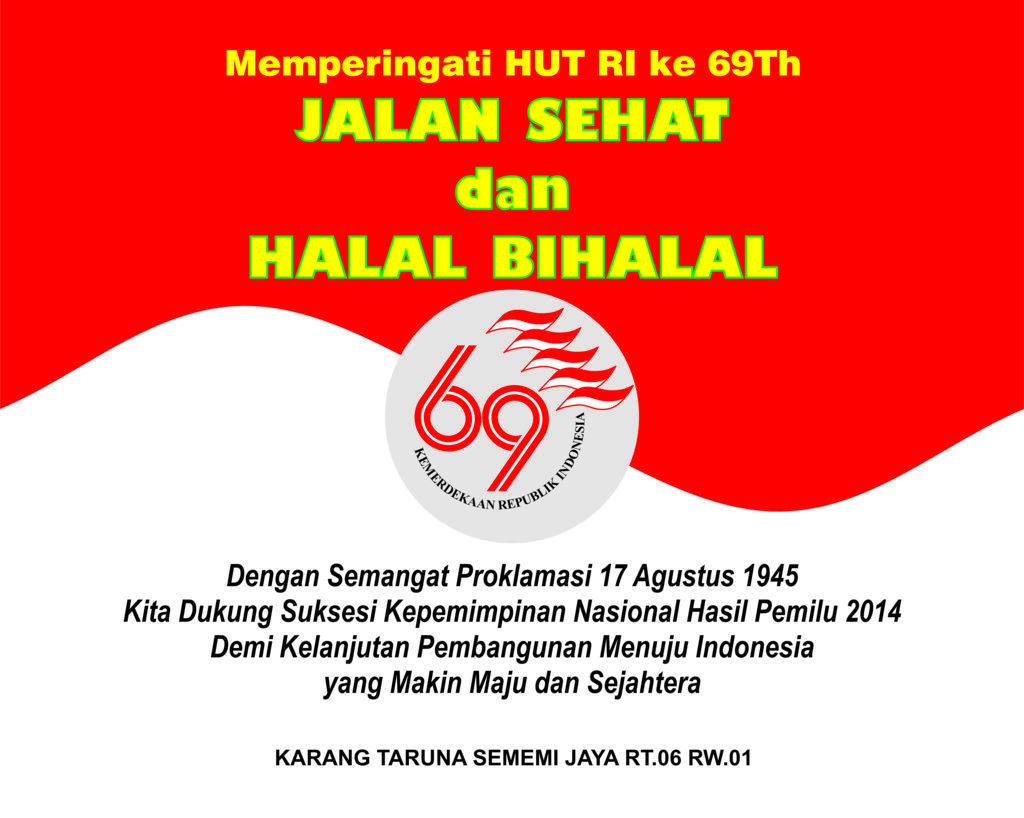 Memperingati HUT RI ke 69Th
JALAN SEHAT
dan
HALAL BIHALAL
69
KEMERDEKAAN REPUBLIK INDONESIA
Dengan Semangat Proklamasi 17 Agustus 1945
Kita Dukung Suksesi Kepemimpinan Nasional Hasil Pemilu 2014
Demi Kelanjutan Pembangunan Menuju Indonesia
yang Makin Maju dan Sejahtera
KARANG TARUNA SEMEMI JAYA RT.06 RW.01